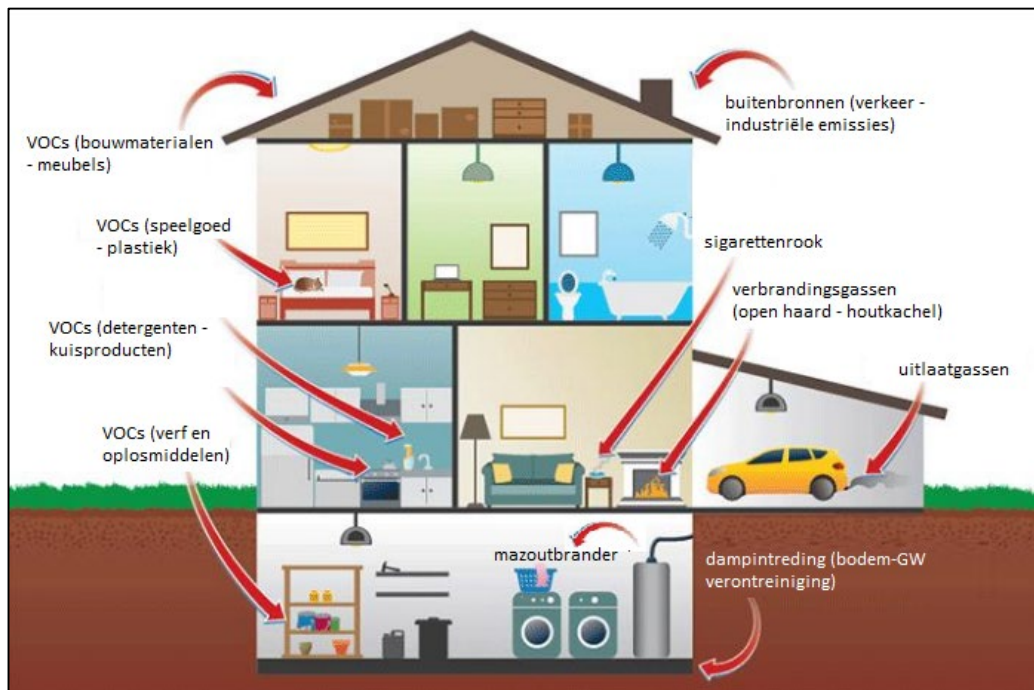 VOCs (bouwmaterialen
- meubels)
buitenbronnen (verkeer -
industriële emissies)
VOCs (speelgoed
- plastiek)
sigarettenrook
verbrandingsgassen
(open haard - houtkachel)
VOCs (detergenten -
kuisproducten)
uitlaatgassen
VOCs (verf en
oplosmiddelen)
mazoutbrander
dampintreding (bodem-GW
verontreiniging)